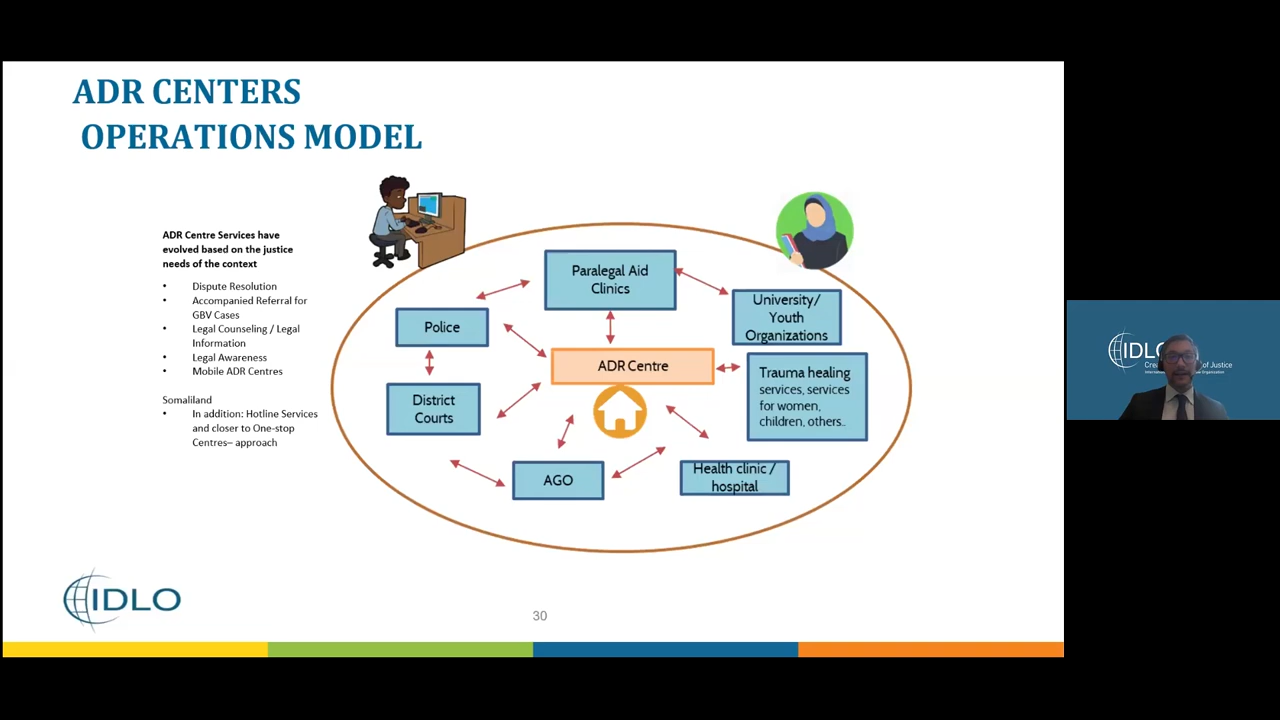 ADR CENTERS
OPERATIONS MODEL
ADR Centre Services have
evolved based on the justice
needs of the context
• Dispute Resolution
• Accompanied Referral for
GBV Cases
• Legal Counseling / Legal
Information
• Legal Awareness
• Mobile ADR Centres
Somaliland
• In addition: Hotline Services
and closer to One-stop
Centres– approach
Paralegal Aid
Clinics
University/
Youth
Organizations
Police
ADR Centre
Trauma healing
services, services
for women,
children, others..
District
Courts
AGO
Health clinic /
hospital
IDLO
30
IDLO
of Justice